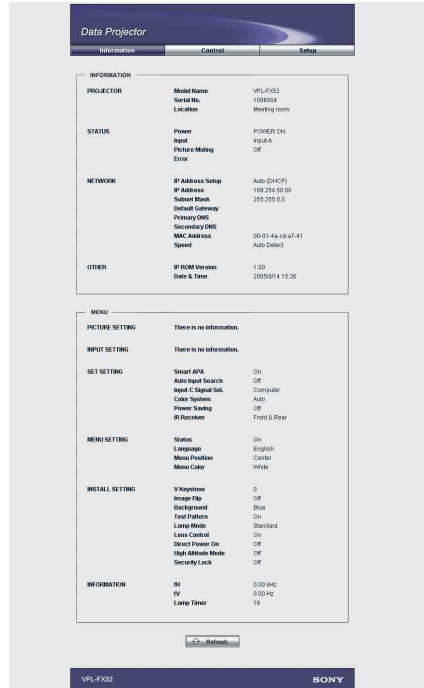 Data Projector
Information Control Setup
INFORMATION
PROJECTOR Model Name VPL-FX52
Serial No. 1098504
Location Meeting room
STATUS Power POWER ON
Input Input-A
Picture Muting Off
Error
NETWORK IP Address Setup Auto (DHCP)
IP Address 169.254.50.50
Subnet Mask 255.255.0.0
Default Gateway
Primary DNS
Secondary DNS
MAC Address 00-01-4a-cd-a7-41
Speed Auto Detect
OTHER IP ROM Version 1.00
Date & Time 2005/9/14 15:26
MENU
PICTURE SETTING There is no information.
INPUT SETTING There is no information.
SET SETTING Smart APA On
Auto Input Search Off
Input-C Signal Sel. Computer
Color System Auto
Power Saving Off
IR Receiver Front & Rear
MENU SETTING Status On
Language English
Menu Position Center
Menu Color White
INSTALL SETTING V Keystone 0
Image Flip Off
Background Blue
Test Pattern On
Lamp Mode Standard
Lens Control On
Direct Power On Off
High Altitude Mode Off
Security Lock Off
INFORMATION fH 0.00 kHz
fV 0.00 Hz
Lamp Timer 16
Refresh
VPL-FX52 SONY